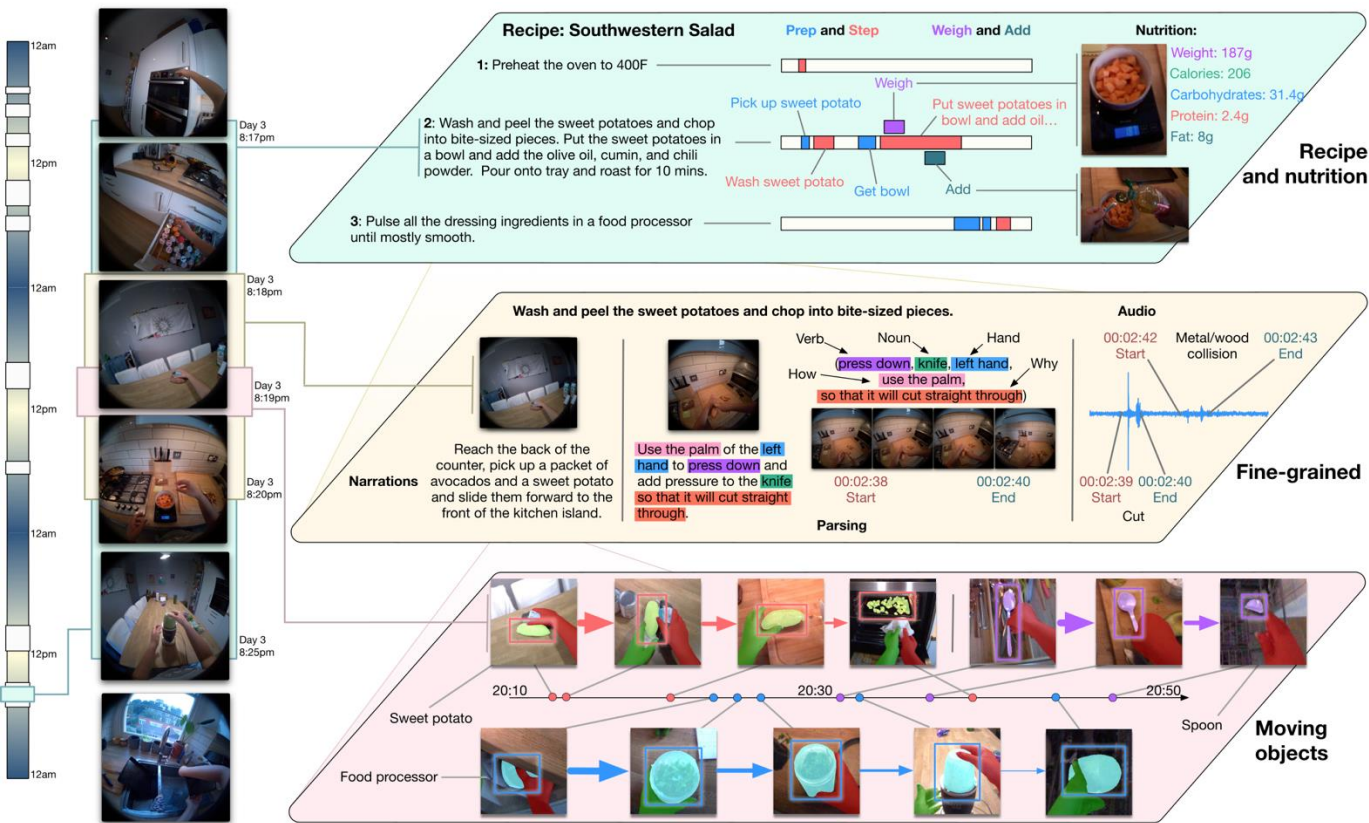 12am
12pm
12am
12pm
12am
12pm
12am
Day 3
8:17pm
Day 3
8:18pm
Day 3
8:19pm
Day 3
8:20pm
Day 3
8:25pm
Recipe: Southwestern Salad
Prep and Step
Weigh and Add
Nutrition:
1: Preheat the oven to 400F
Weigh
Weight: 187g
Calories: 206
Carbohydrates: 31.4g
Protein: 2.4g
Fat: 8g
Pick up sweet potato
Put sweet potatoes in
bowl and add oil...
2: Wash and peel the sweet potatoes and chop
into bite-sized pieces. Put the sweet potatoes in
a bowl and add the olive oil, cumin, and chili
powder. Pour onto tray and roast for 10 mins.
Wash sweet potato
Get bowl
Add
3: Pulse all the dressing ingredients in a food processor
until mostly smooth.
Recipe
and nutrition
Wash and peel the sweet potatoes and chop into bite-sized pieces.
Audio
Narrations
Reach the back of the
counter, pick up a packet of
avocados and a sweet potato
and slide them forward to the
front of the kitchen island.
Use the palm of the left
hand to press down and
add pressure to the knife
so that it will cut straight
through.
Verb
Noun
Hand
(press down, knife, left hand,
How
use the palm,
Why
so that it will cut straight through)
00:02:38
Start
00:02:40
End
Parsing
00:02:42
Start
Metal/wood
collision
00:02:43
End
00:02:39
Start
00:02:40
End
Cut
Fine-grained
20:10
20:30
20:50
Sweet potato
Spoon
Food processor
Moving
objects